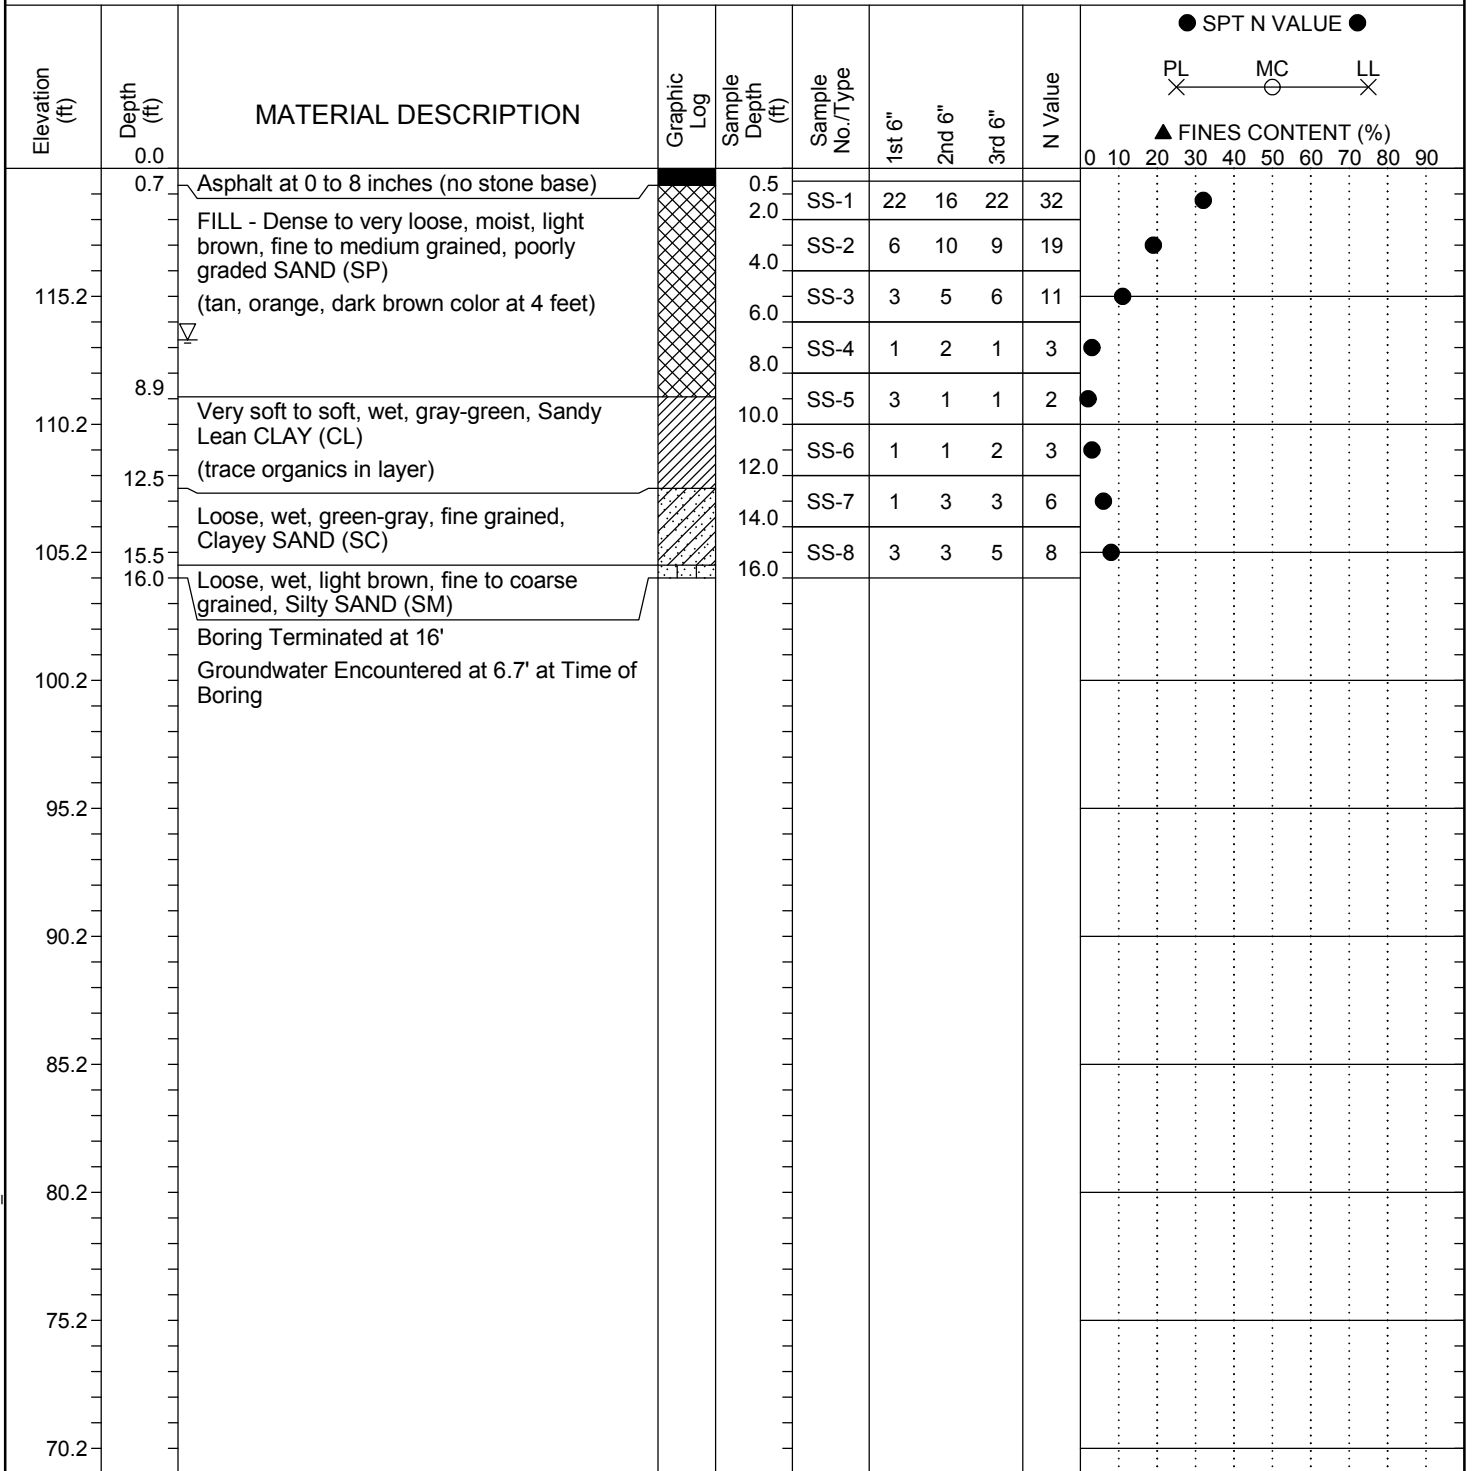 Elevation (ft)
Depth (ft)
0.0
MATERIAL DESCRIPTION
Graphic Log
Sample Depth (ft)
Sample No./Type
1st 6"
2nd 6"
3rd 6"
N Value
● SPT N VALUE ●
PL MC LL
▲ FINES CONTENT (%)
0 10 20 30 40 50 60 70 80 90
0.7 Asphalt at 0 to 8 inches (no stone base) 0.5
SS-1 22 16 22 32
2.0
FILL - Dense to very loose, moist, light
brown, fine to medium grained, poorly
graded SAND (SP)
SS-2 6 10 9 19
4.0
115.2 (tan, orange, dark brown color at 4 feet) SS-3 3 5 6 11
6.0
SS-4 1 2 1 3
8.0
8.9
SS-5 3 1 1 2
Very soft to soft, wet, gray-green, Sandy
10.0
110.2 Lean CLAY (CL)
SS-6 1 1 2 3
(trace organics in layer) 12.0
12.5
SS-7 1 3 3 6
Loose, wet, green-gray, fine grained, 14.0
Clayey SAND (SC)
105.2 15.5 SS-8 3 3 5 8
16.0
16.0 Loose, wet, light brown, fine to coarse
grained, Silty SAND (SM)
Boring Terminated at 16'
Groundwater Encountered at 6.7' at Time of
100.2
Boring
95.2
90.2
85.2
80.2
75.2
70.2